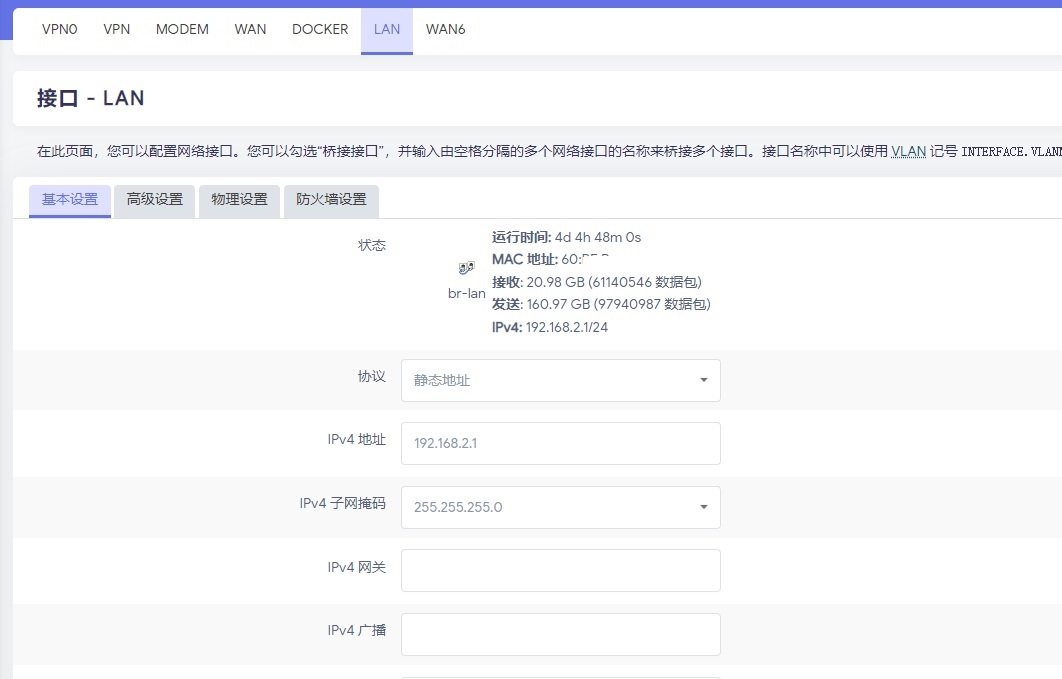 VPN0 VPN MODEM WAN DOCKER LAN WAN6
接口 - LAN
在此页面，您可以配置网络接口。您可以勾选“桥接接口”，并输入由空格分隔的多个网络接口的名称来桥接多个接口。接口名称中可以使用 VLAN 记号 INTERFACE.VLANN
基本设置 高级设置 物理设置 防火墙设置
状态
br-lan
运行时间: 4d 4h 48m 0s
MAC 地址: 60:
接收: 20.98 GB (61140546 数据包)
发送: 160.97 GB (97940987 数据包)
IPv4: 192.168.2.1/24
协议 静态地址
IPv4 地址 192.168.2.1
IPv4 子网掩码 255.255.255.0
IPv4 网关
IPv4 广播